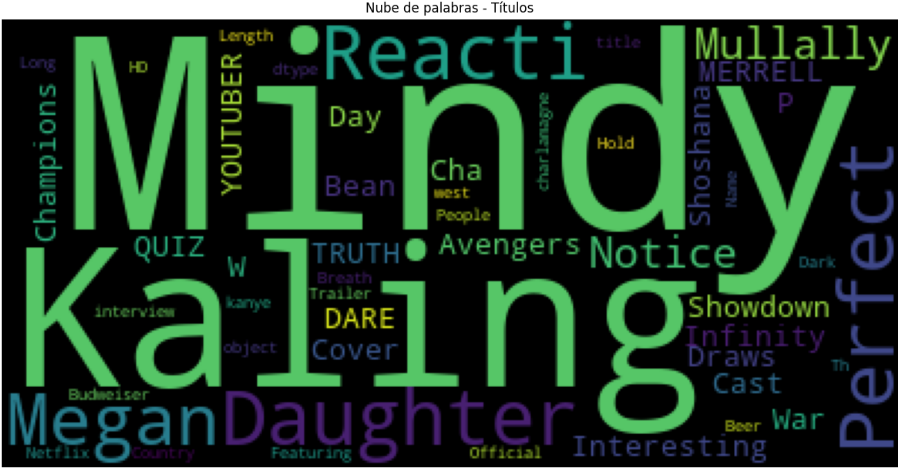 Nube de palabras - Títulos
Length
title
Long
HD
dtype
Reacti
Mullally
MERRELL
Mindy
Champions
YOUTUBER
Day
P
charlamagne
Hold
Shoshana
Cha
Bean
west
People
Name
Perfect
QUIZ
TRUTH
Avengers
Notice
W
Dark
Breath
Trailer
Kaling
interview
kanye
DARE
Showdown
Infinity
object
Cover
Draws
Th
Cast
Budweiser
Megan
Daughter
War
Beer
Netflix
Country
Featuring
Official
Interesting